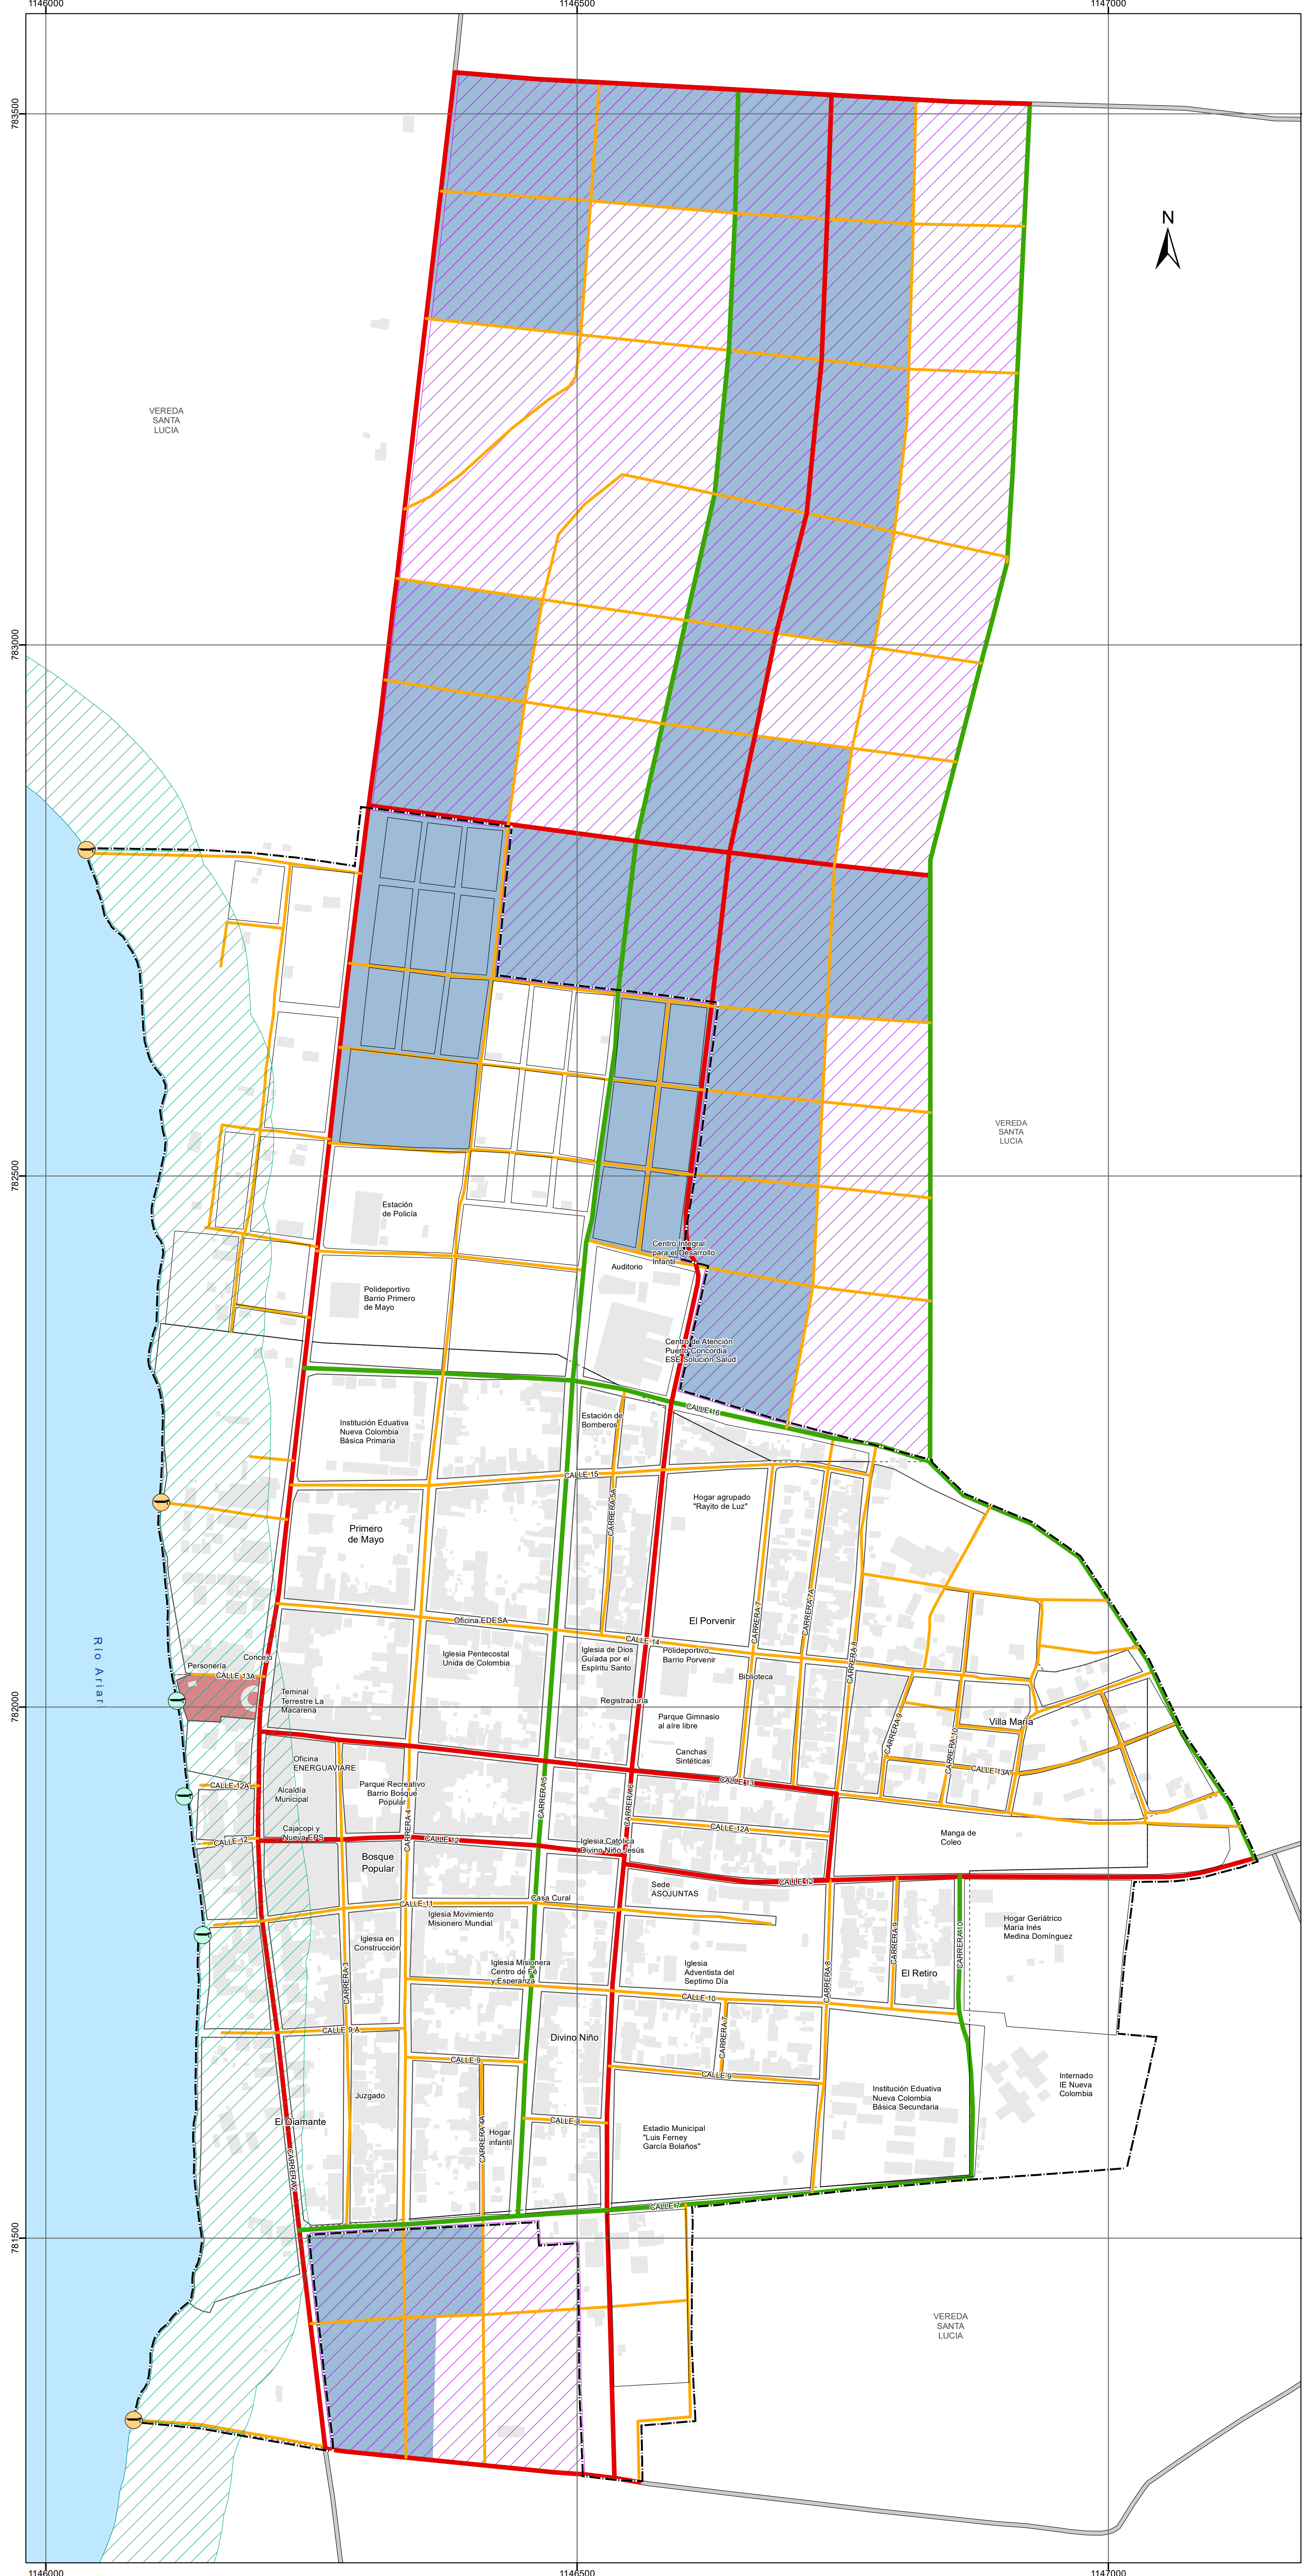 1146000
1146500
1147000
783500
N
VEREDA
SANTA
LUCIA
783000
VEREDA
SANTA
LUCIA
782500
Estación
de Policía
Centro Integral
para el Desarrollo
Infantil
Auditorio
Polideportivo
Barrio Primero
de Mayo
Centro de Atención
Puerto Concordia
ESE Solución Salud
CALLE 16
Institución Eduativa
Nueva Colombia
Básica Primaria
Estación de
Bomberos
CALLE 15
CARRERA 5A
Hogar agrupado
"Rayito de Luz"
Primero
de Mayo
Oficina EDESA
El Porvenir
CARRERA 7
CARRERA 7A
CALLE 14
CARRERA 8
Río Ariari
Personería
Concejo
CALLE 13A
Iglesia Pentecostal
Unida de Colombia
Iglesia de Dios
Guíada por el
Espíritu Santo
Polideportivo
Barrio Porvenir
Biblioteca
782000
Teminal
Terrestre La
Macarena
Registraduría
Parque Gimnasio
al aíre libre
CARRERA 9
Villa María
CARRERA 10
Oficina
ENERGUAVIARE
Canchas
Sintéticas
CALLE 13
CALLE 13A
CALLE 12A
Alcaldía
Municipal
Parque Recreativo
Barrio Bosque
Popular
CARRERA 4
CARRERA 5
CARRERA 6
CALLE 12A
Cajacopi y
Nueva EPS
CALLE 12
CALLE 12
Iglesia Católica
Divino Niño Jesús
Manga de
Coleo
Bosque
Popular
CALLE 12
Sede
ASOJUNTAS
CALLE 11
Casa Cural
Iglesia Movimiento
Misionero Mundial
Iglesia en
Construcción
CARRERA 9
CARRERA 10
Hogar Geriátrico
María Inés
Medina Domínguez
CARRERA 3
Iglesia Misionera
Centro de Fé
y Esperanza
Iglesia
Adventista del
Septimo Día
CARRERA 8
El Retiro
CALLE 10
CALLE 9 A
Divino Niño
CARRERA 7
CALLE 9
CALLE 9
Juzgado
Internado
IE Nueva
Colombia
Institución Eduativa
Nueva Colombia
Básica Secundaria
El Diamante
CARRERA 4A
Hogar
infantil
CALLE 8
Estadio Municipal
"Luis Ferney
García Bolaños"
CARRERA 2
CALLE 7
781500
VEREDA
SANTA
LUCIA
1146000
1146500
1147000